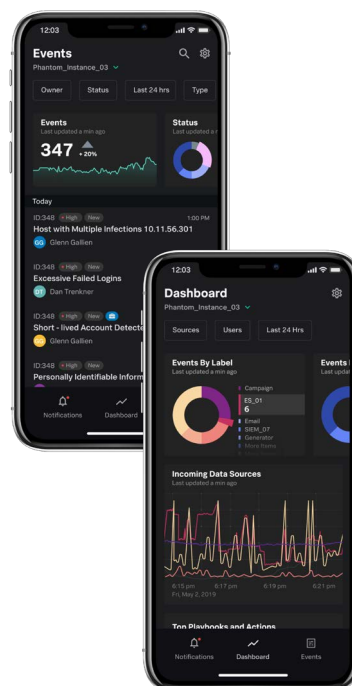 12:03
Events
Phantom_Instance_03
Owner
Status
Last 24 hrs
Type
Events
Last updated a min ago
347
+ 20%
Status
Last updated a
Today
ID:348 High New 1:00 PM
Host with Multiple Infections 10.11.56.301
GG Glenn Gallien
ID:348 High New
Excessive Failed Logins
DT Dan Trenkner
ID:348 High New
Short - lived Account Detecte
GG Glenn Gallien
ID:348 High New
Personally Identifiable Inform
Notifications
Dashboard
12:03
Dashboard
Phantom_Instance_03
Sources
Users
Last 24 Hrs
Events By Label
Last updated a min ago
Campaign
ES_01
6
Email
SIEM_07
Generator
More Items
Events
Last updated
Incoming Data Sources
Last updated a min ago
6:15 pm 6:17 pm 6:19 pm 6:21 pm
Fri, May 2, 2019
Top Playbooks and Actions
Notifications
Dashboard
Events